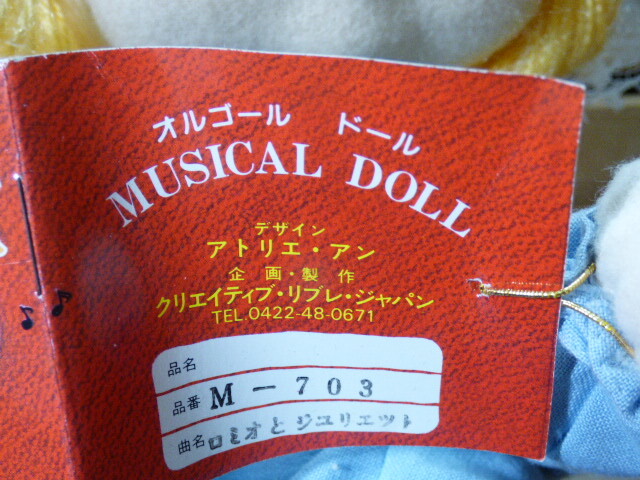 オルゴール ドール
MUSICAL DOLL
デザイン
アトリエ・アン
企画・製作
クリエイティブ・リブレ・ジャパン
TEL.0422-48-0671
品名
品番 M-703
曲名 ロミオとジユリエツト